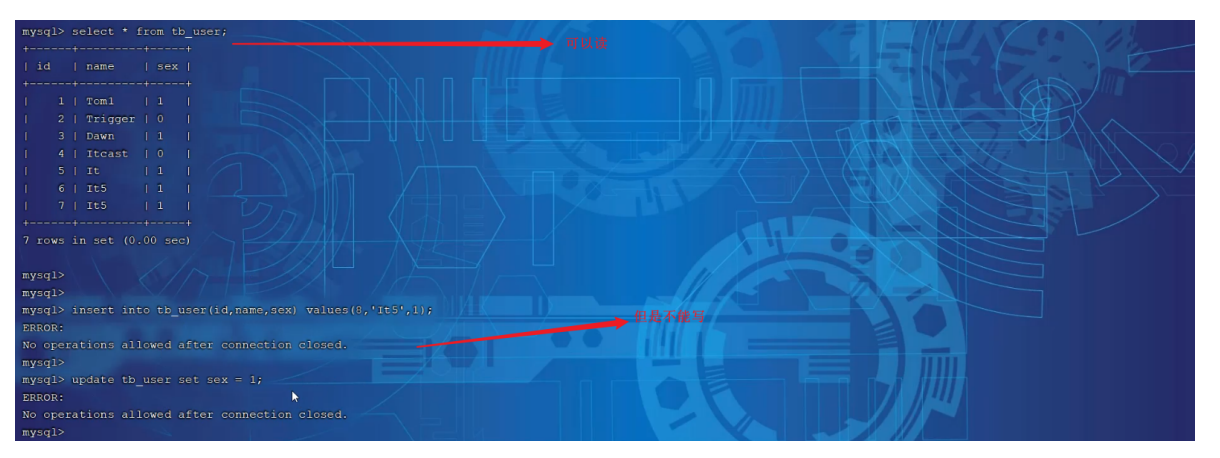 mysql> select * from tb_user;
可以读
+------+---------+-----+
| id   | name    | sex |
+------+---------+-----+
|    1 | Tom1    | 1   |
|    2 | Trigger | 0   |
|    3 | Dawn    | 1   |
|    4 | Itcast  | 0   |
|    5 | It      | 1   |
|    6 | It5     | 1   |
|    7 | It5     | 1   |
+------+---------+-----+
7 rows in set (0.00 sec)
mysql>
mysql>
mysql> insert into tb_user(id,name,sex) values(8,'It5',1);
但是不能写
ERROR:
No operations allowed after connection closed.
mysql>
mysql> update tb_user set sex = 1;
ERROR:
No operations allowed after connection closed.
mysql>